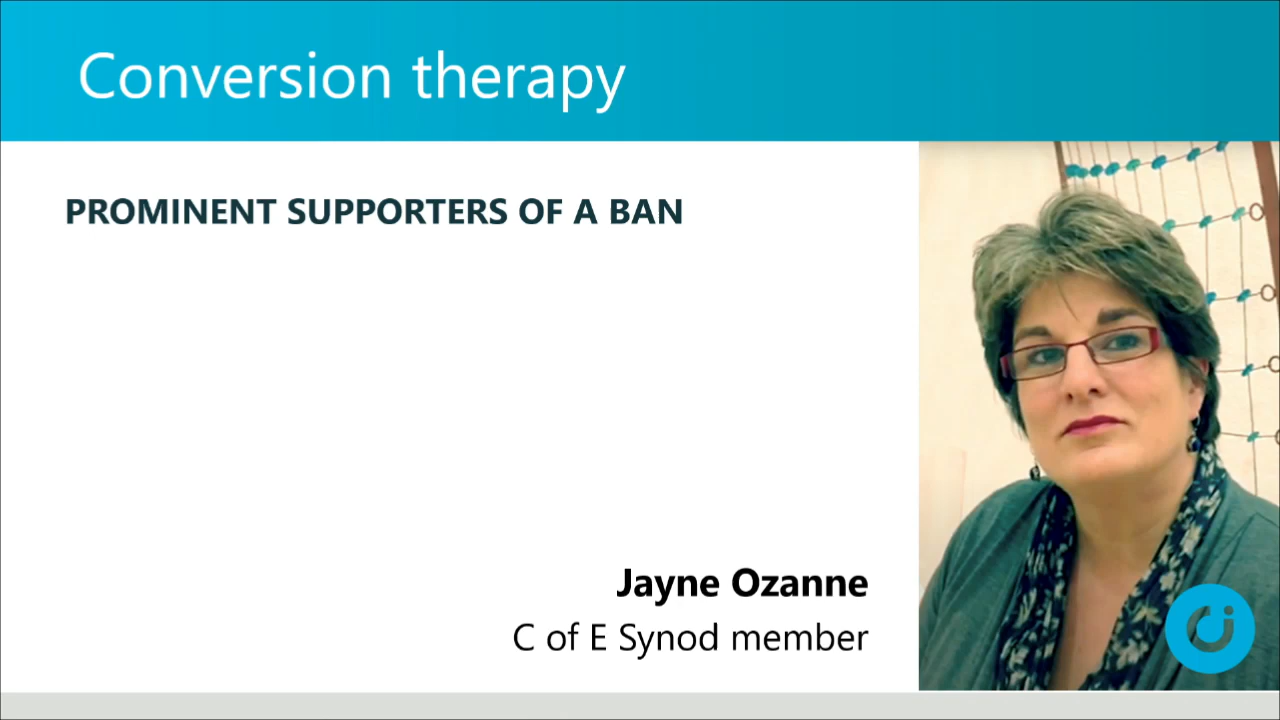 Conversion therapy
PROMINENT SUPPORTERS OF A BAN
Jayne Ozanne
C of E Synod member